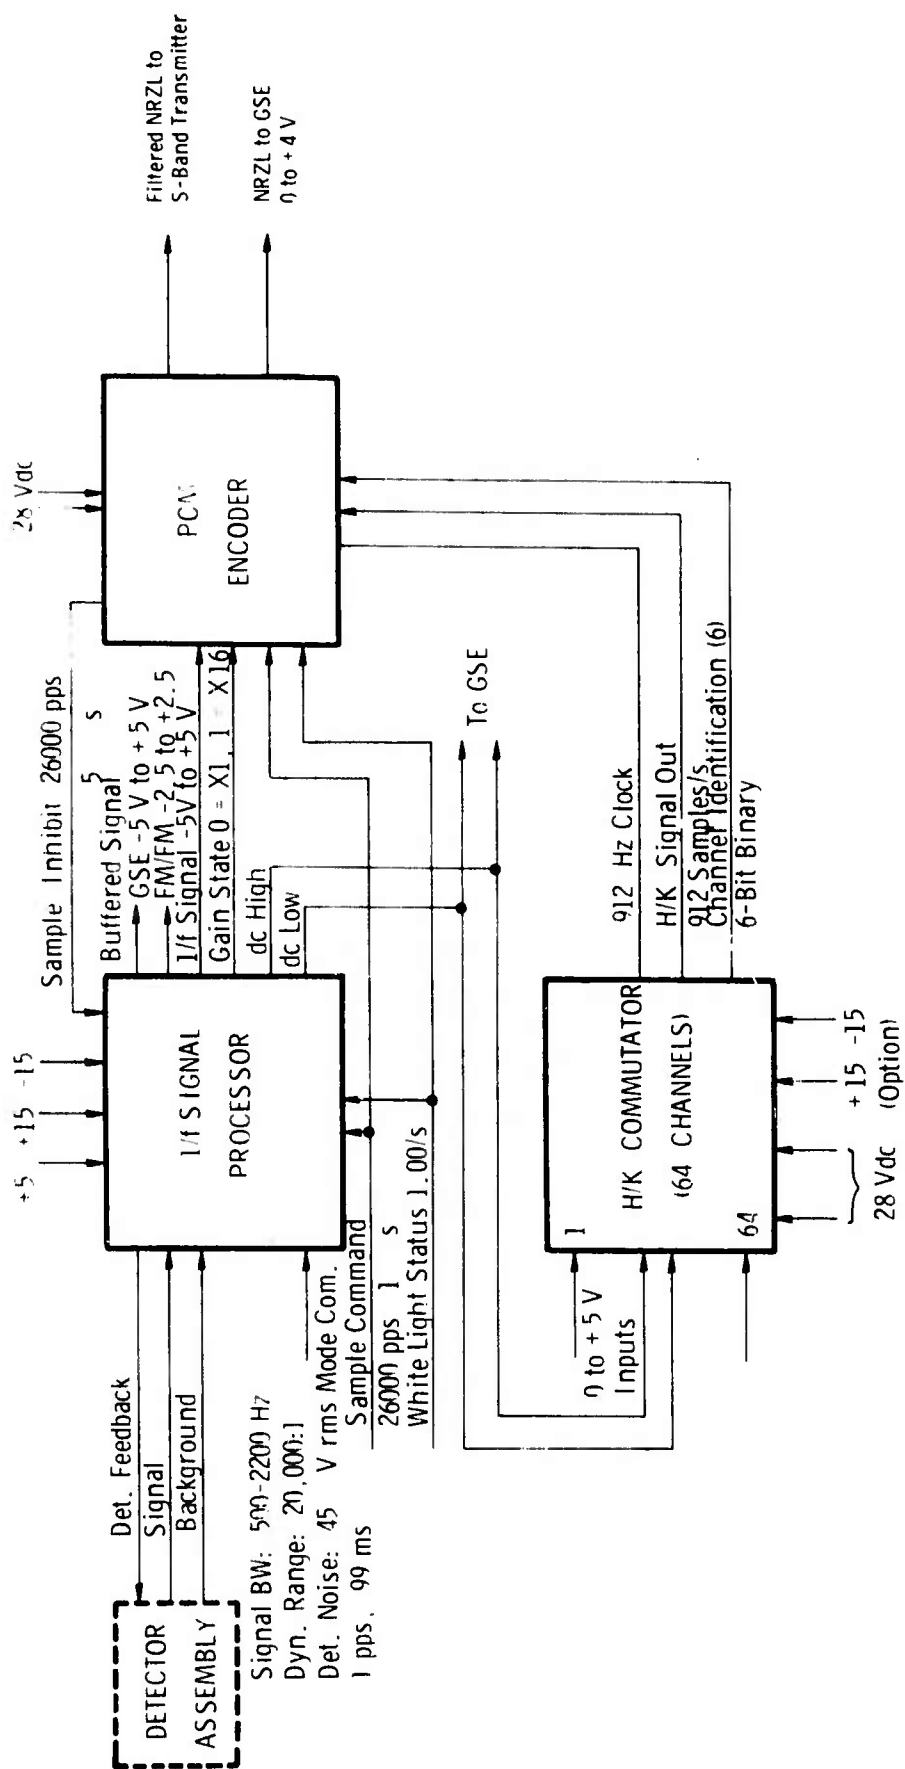 DETECTOR
ASSEMBLY
Det. Feedback
Signal
Background
Signal BW: 500-2200 Hz
Dyn. Range: 20,000:1
Det. Noise: 45 V rms
1 pps, 99 ms
Mode Com.
Sample Command
26000 pps 1 s
White Light Status 1.00/s
+5 +15 -15
1/f SIGNAL
PROCESSOR
Sample Inhibit 26000 pps
5 s
Buffered Signal
GSE -5 V to +5 V
FM/FM -2.5 to +2.5
1/f Signal -5V to +5 V
Gain State 0 = X1, 1 = X16
dc High
dc Low
28 Vdc
PCM
ENCODER
Filtered NRZL to
S-Band Transmitter
NRZL to GSE
0 to + 4 V
To GSE
0 to + 5 V
Inputs
1
H/K COMMUTATOR
(64 CHANNELS)
64
912 Hz Clock
H/K Signal Out
912 Samples/s
Channel Identification (6)
6-Bit Binary
28 Vdc
+15 -15
(Option)